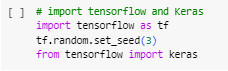 [ ] # import tensorflow and Keras
import tensorflow as tf
tf.random.set_seed(3)
from tensorflow import keras